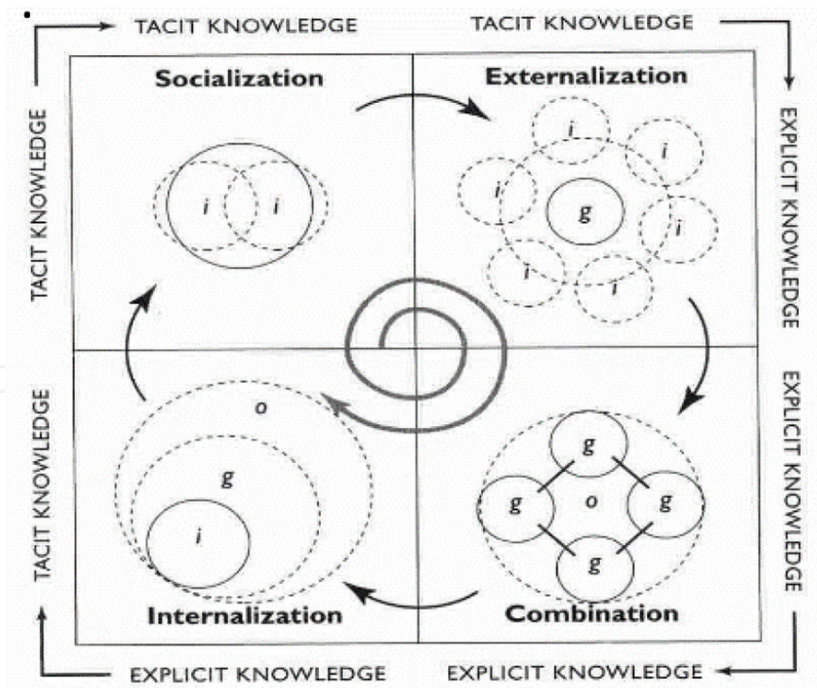 TACIT KNOWLEDGE TACIT KNOWLEDGE
Socialization Externalization
TACIT KNOWLEDGE
EXPLICIT KNOWLEDGE
i i
i
i
i
g
i
i
i
TACIT KNOWLEDGE
EXPLICIT KNOWLEDGE
o
g
i
g
g
o
g
g
Internalization Combination
EXPLICIT KNOWLEDGE EXPLICIT KNOWLEDGE